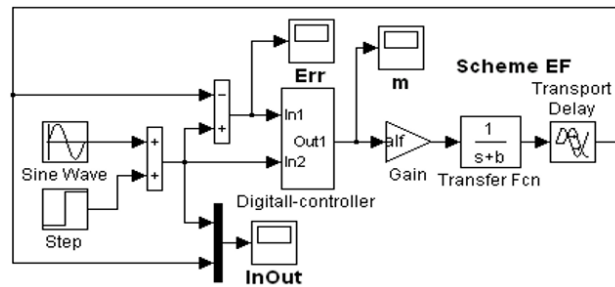 Scheme EF
Err
m
Transport
Delay
−
+
In1
Out1
In2
alf
1
s+b
+
+
Sine Wave
Gain
Transfer Fcn
Digitall-controller
Step
InOut